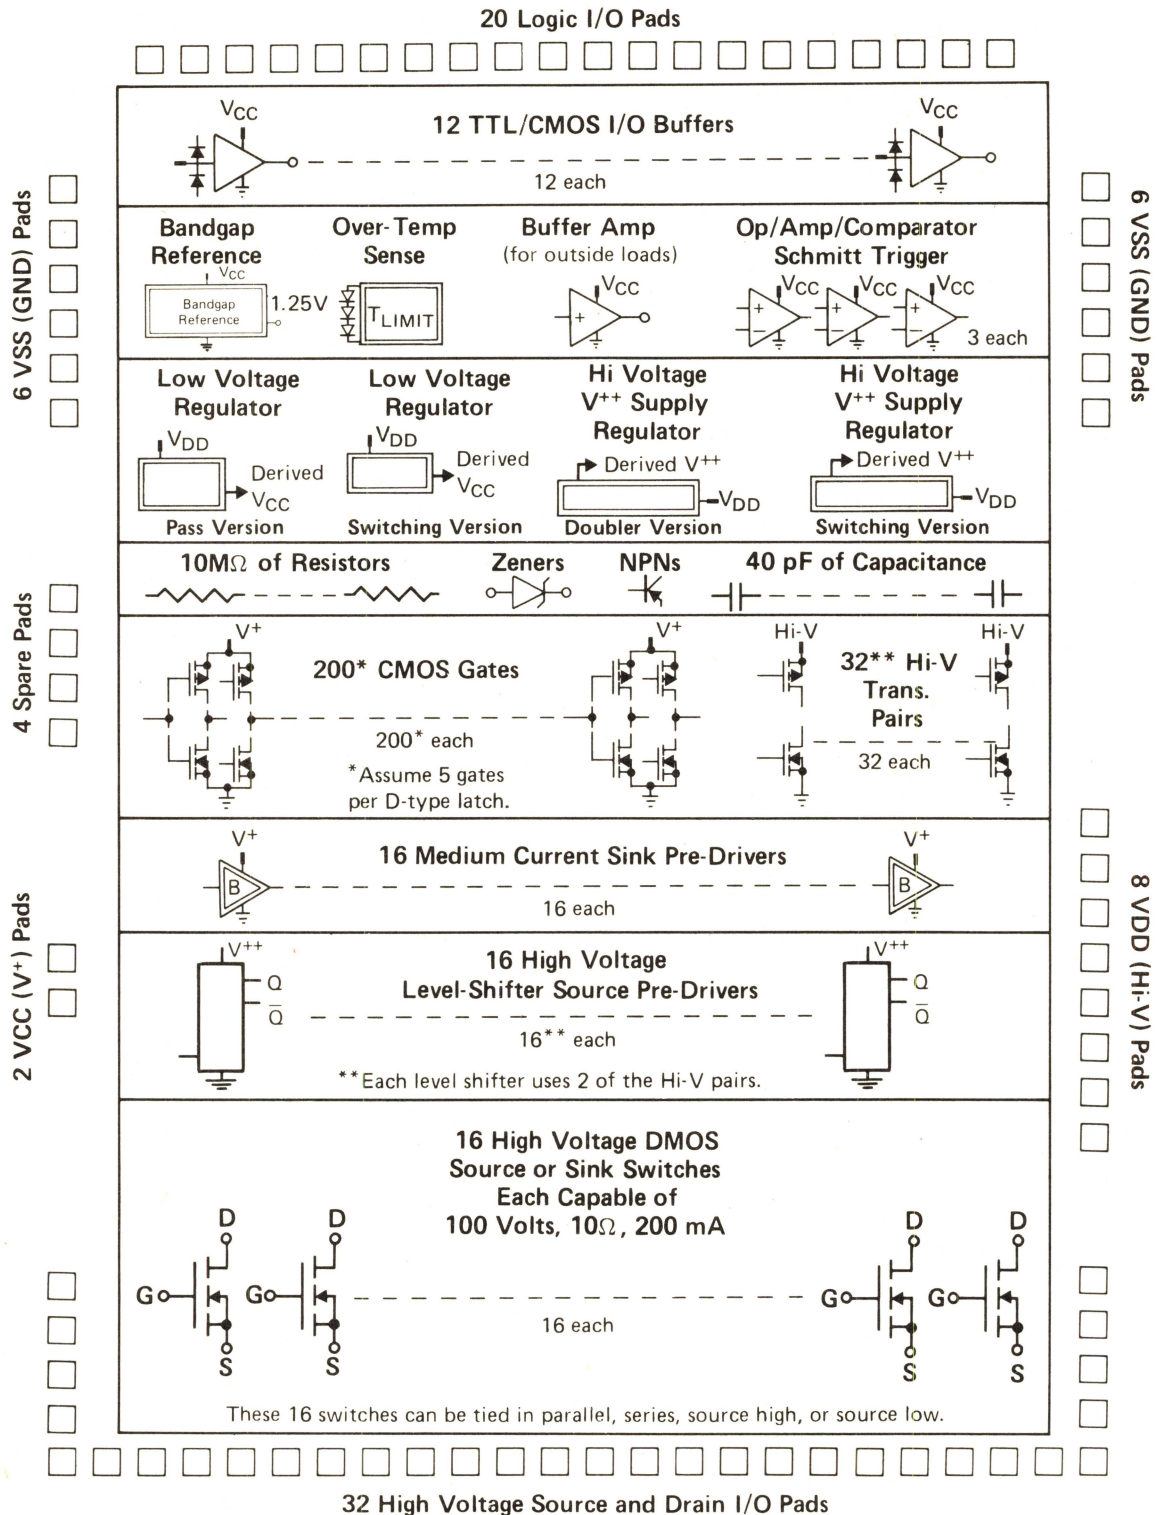 20 Logic I/O Pads
VCC
12 TTL/CMOS I/O Buffers
VCC
12 each
6 VSS (GND) Pads
6 VSS (GND) Pads
Bandgap
Reference
VCC
Bandgap
Reference
1.25V
Over-Temp
Sense
TLIMIT
Buffer Amp
(for outside loads)
VCC
+
Op/Amp/Comparator
Schmitt Trigger
VCC
VCC
VCC
+
−
+
−
+
−
3 each
Low Voltage
Regulator
VDD
Derived
VCC
Pass Version
Low Voltage
Regulator
VDD
Derived
VCC
Switching Version
Hi Voltage
V++ Supply
Regulator
Derived V++
VDD
Doubler Version
Hi Voltage
V++ Supply
Regulator
Derived V++
VDD
Switching Version
10MΩ of Resistors
Zeners
NPNs
40 pF of Capacitance
4 Spare Pads
V+
200* CMOS Gates
V+
200* each
*Assume 5 gates
per D-type latch.
Hi-V
32** Hi-V
Trans.
Pairs
Hi-V
32 each
V+
B
16 Medium Current Sink Pre-Drivers
V+
B
16 each
2 VCC (V+) Pads
8 VDD (Hi-V) Pads
V++
Q
Q̅
16 High Voltage
Level-Shifter Source Pre-Drivers
16** each
V++
Q
Q̅
**Each level shifter uses 2 of the Hi-V pairs.
16 High Voltage DMOS
Source or Sink Switches
Each Capable of
100 Volts, 10Ω, 200 mA
D
D
D
D
G
G
G
G
16 each
S
S
S
S
These 16 switches can be tied in parallel, series, source high, or source low.
32 High Voltage Source and Drain I/O Pads